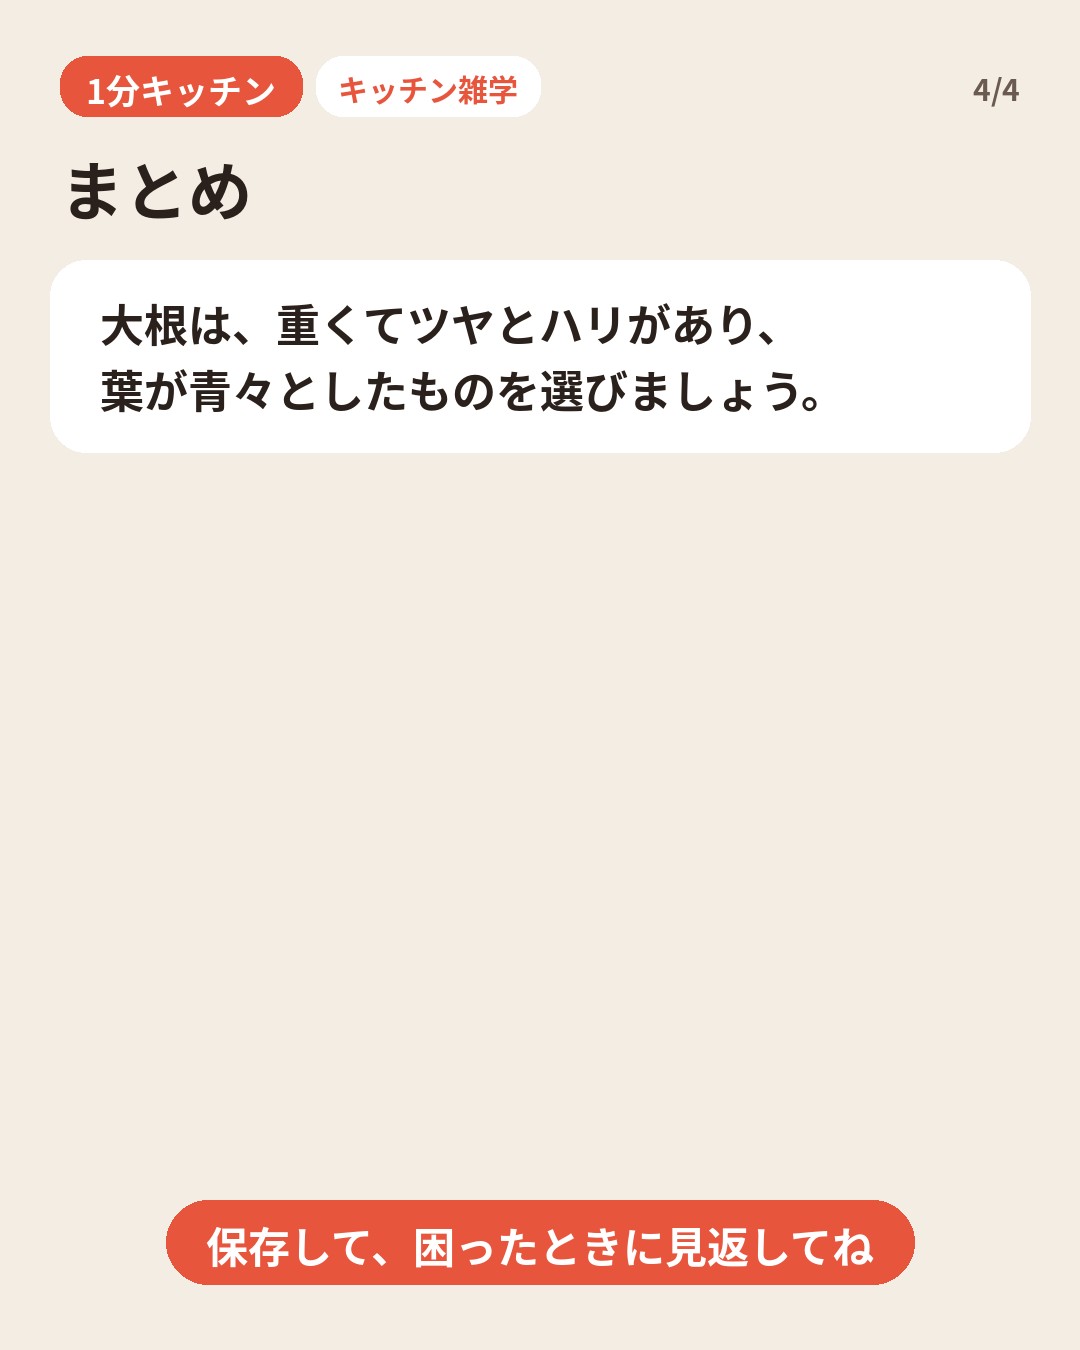 1分キッチン
キッチン雑学
4/4
まとめ
大根は、重くてツヤとハリがあり、
葉が青々としたものを選びましょう。
保存して、困ったときに見返してね